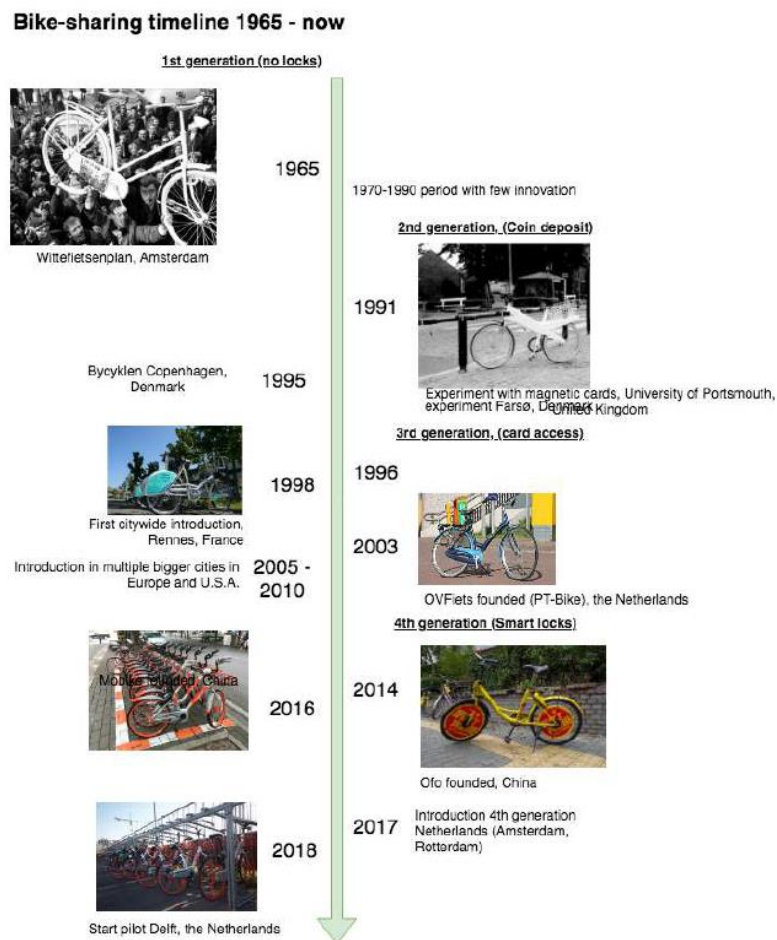 Bike-sharing timeline 1965 - now
1st generation (no locks)
1965
Wittefietsenplan, Amsterdam
1970-1990 period with few innovation
2nd generation, (Coin deposit)
1991
experiment Farsø, Denmark
Bycyklen Copenhagen,
Denmark
1995
Experiment with magnetic cards, University of Portsmouth,
United Kingdom
3rd generation, (card access)
1996
1998
First citywide introduction,
Rennes, France
2003
OVFiets founded (PT-Bike), the Netherlands
Introduction in multiple bigger cities in
Europe and U.S.A.
2005 -
2010
4th generation (Smart locks)
2014
Ofo founded, China
Mobike founded, China
2016
2017
Introduction 4th generation
Netherlands (Amsterdam,
Rotterdam)
2018
Start pilot Delft, the Netherlands